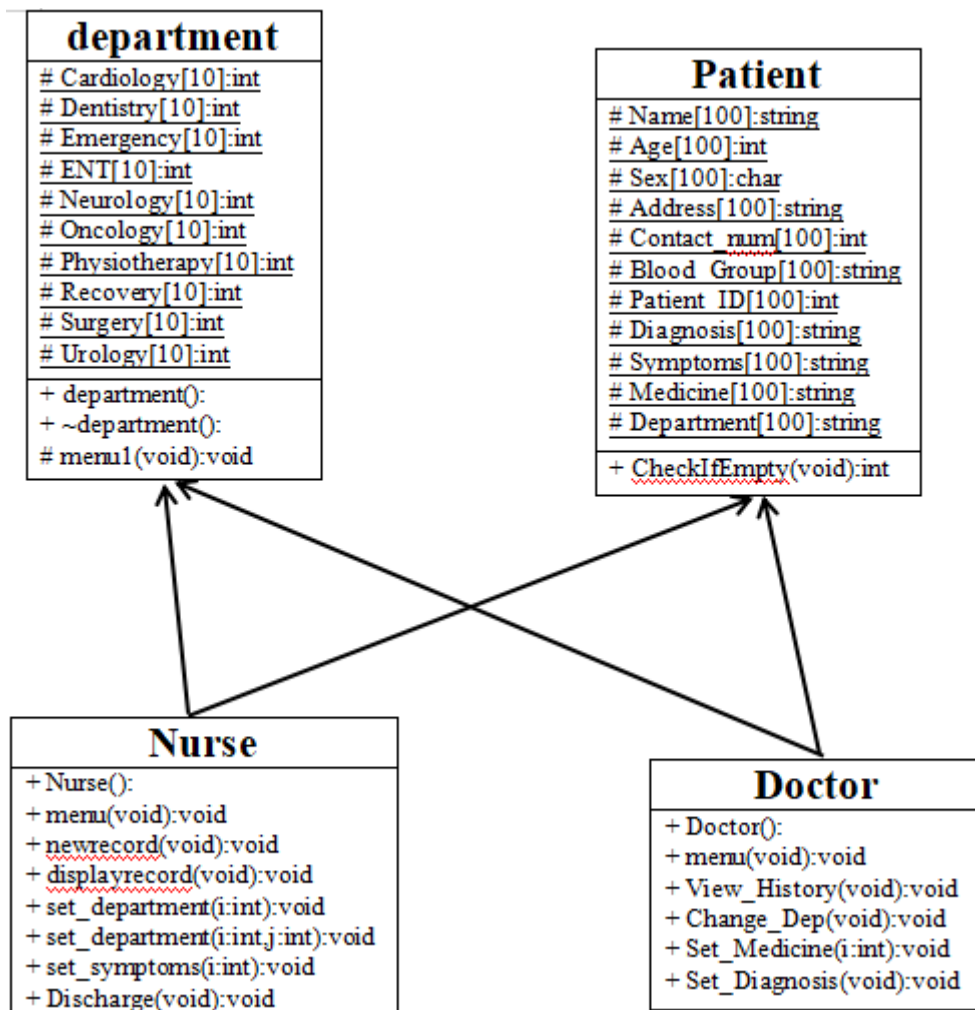 department
# Cardiology[10]:int
# Dentistry[10]:int
# Emergency[10]:int
# ENT[10]:int
# Neurology[10]:int
# Oncology[10]:int
# Physiotherapy[10]:int
# Recovery[10]:int
# Surgery[10]:int
# Urology[10]:int
+ department():
+ ~department():
# menu1(void):void
Patient
# Name[100]:string
# Age[100]:int
# Sex[100]:char
# Address[100]:string
# Contact_num[100]:int
# Blood_Group[100]:string
# Patient_ID[100]:int
# Diagnosis[100]:string
# Symptoms[100]:string
# Medicine[100]:string
# Department[100]:string
+ CheckIfEmpty(void):int
Nurse
+ Nurse():
+ menu(void):void
+ newrecord(void):void
+ displayrecord(void):void
+ set_department(i:int):void
+ set_department(i:int,j:int):void
+ set_symptoms(i:int):void
+ Discharge(void):void
Doctor
+ Doctor():
+ menu(void):void
+ View_History(void):void
+ Change_Dep(void):void
+ Set_Medicine(i:int):void
+ Set_Diagnosis(void):void